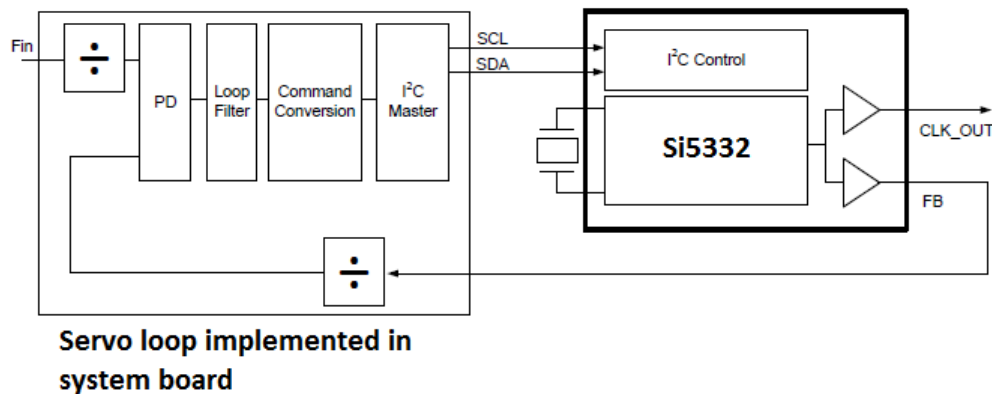 Fin
÷
PD
Loop
Filter
Command
Conversion
I²C
Master
SCL
SDA
I²C Control
Si5332
CLK_OUT
FB
÷
Servo loop implemented in
system board